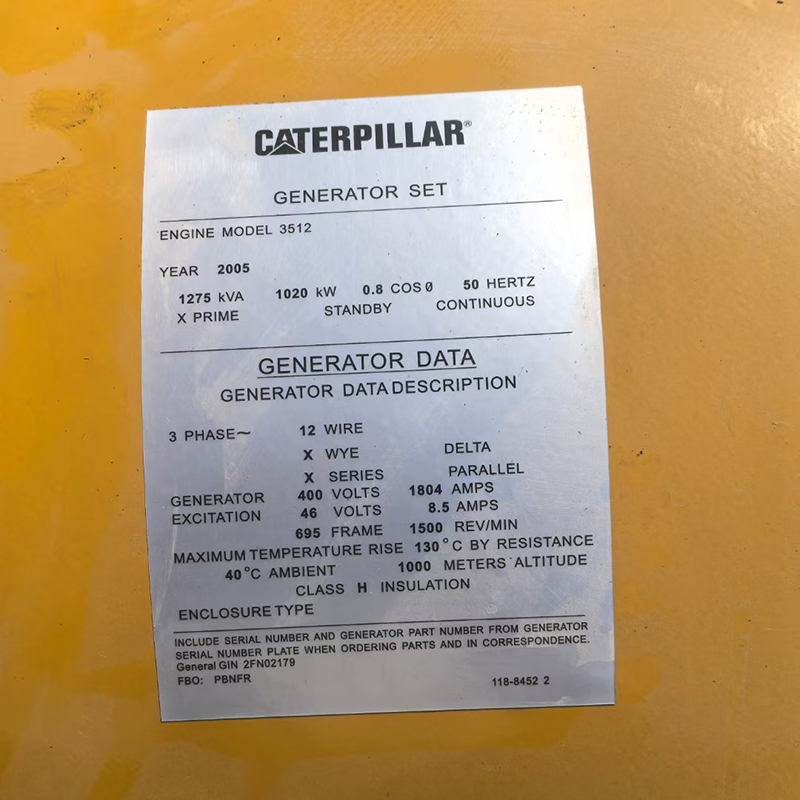 CATERPILLAR®
GENERATOR SET
ENGINE MODEL 3512
YEAR 2005
1275 kVA 1020 kW 0.8 COS Ø 50 HERTZ
X PRIME STANDBY CONTINUOUS
GENERATOR DATA
GENERATOR DATA DESCRIPTION
3 PHASE~ 12 WIRE
X WYE DELTA
X SERIES PARALLEL
GENERATOR 400 VOLTS 1804 AMPS
EXCITATION 46 VOLTS 8.5 AMPS
695 FRAME 1500 REV/MIN
MAXIMUM TEMPERATURE RISE 130°C BY RESISTANCE
40°C AMBIENT 1000 METERS ALTITUDE
CLASS H INSULATION
ENCLOSURE TYPE
INCLUDE SERIAL NUMBER AND GENERATOR PART NUMBER FROM GENERATOR
SERIAL NUMBER PLATE WHEN ORDERING PARTS AND IN CORRESPONDENCE.
General GIN 2FN02179
FBO: PBNFR 118-8452 2